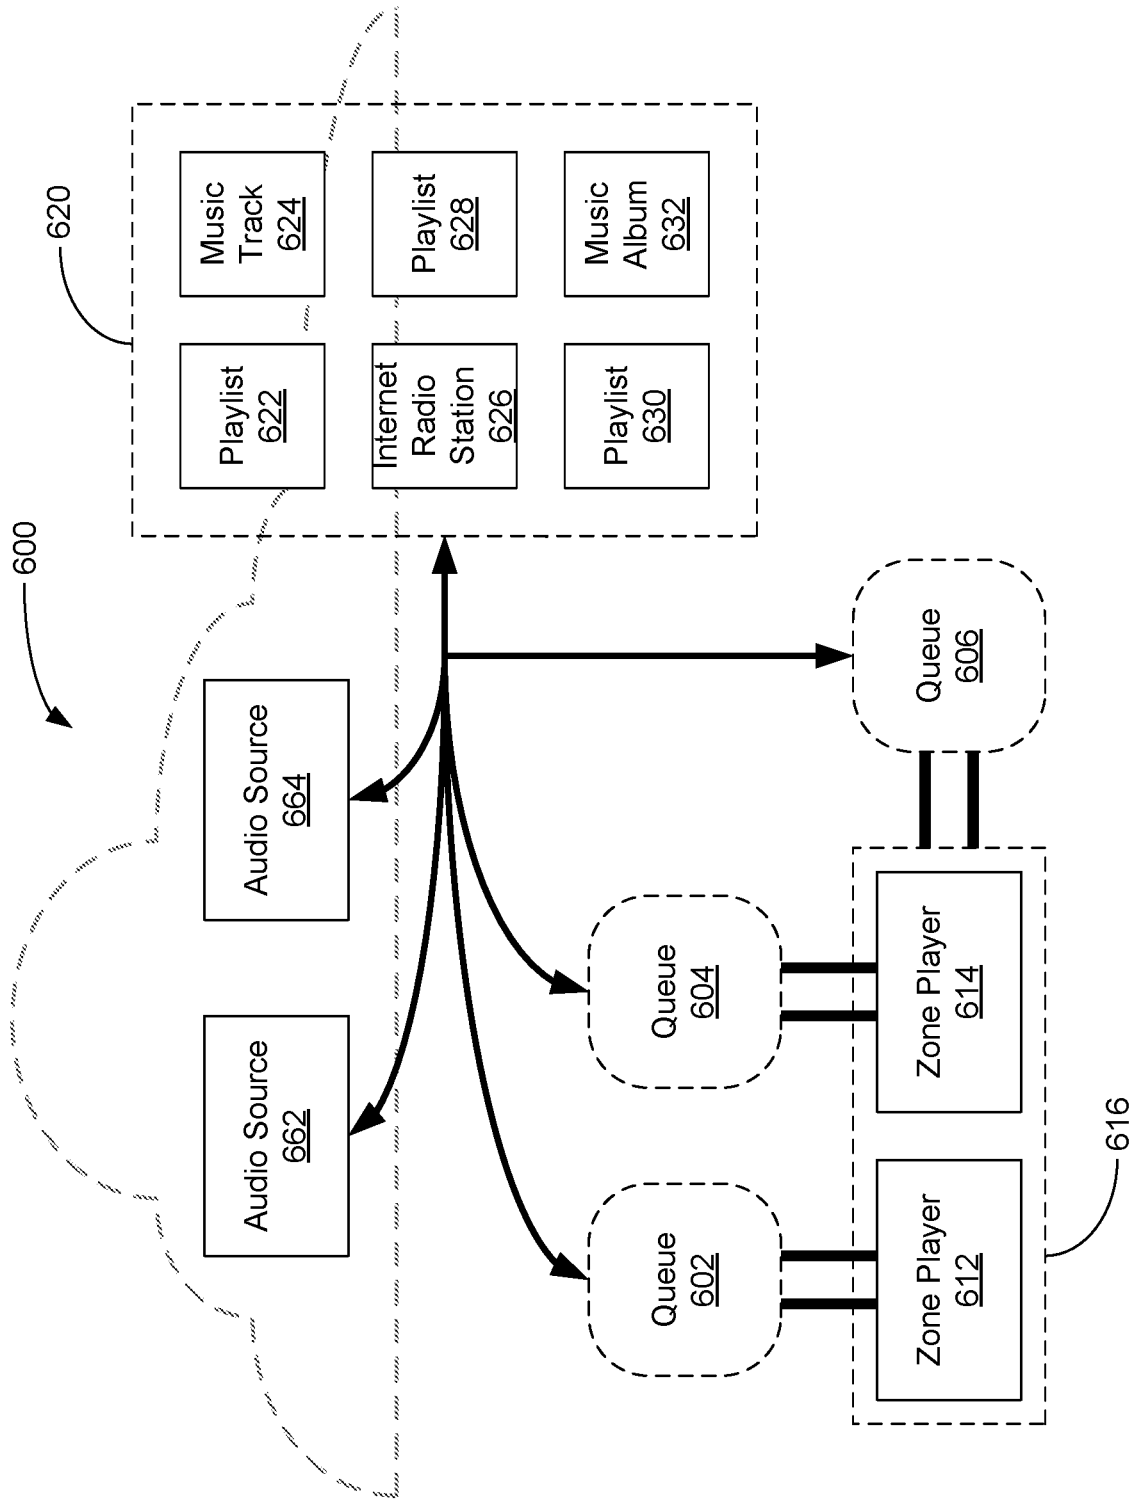 600
620
Audio Source
662
Audio Source
664
Playlist
622
Music
Track
624
Internet
Radio
Station
626
Playlist
628
Playlist
630
Music
Album
632
Queue
602
Queue
604
Queue
606
Zone Player
612
Zone Player
614
616